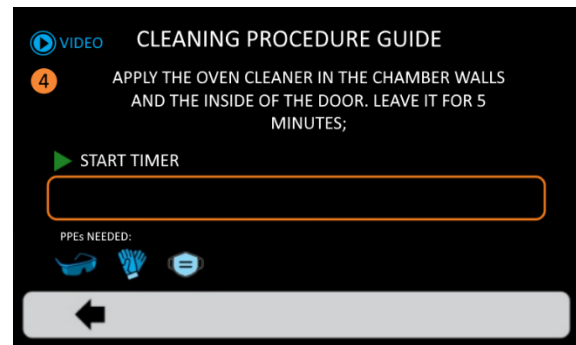 VIDEO
CLEANING PROCEDURE GUIDE
4
APPLY THE OVEN CLEANER IN THE CHAMBER WALLS
AND THE INSIDE OF THE DOOR. LEAVE IT FOR 5
MINUTES;
START TIMER
PPEs NEEDED: